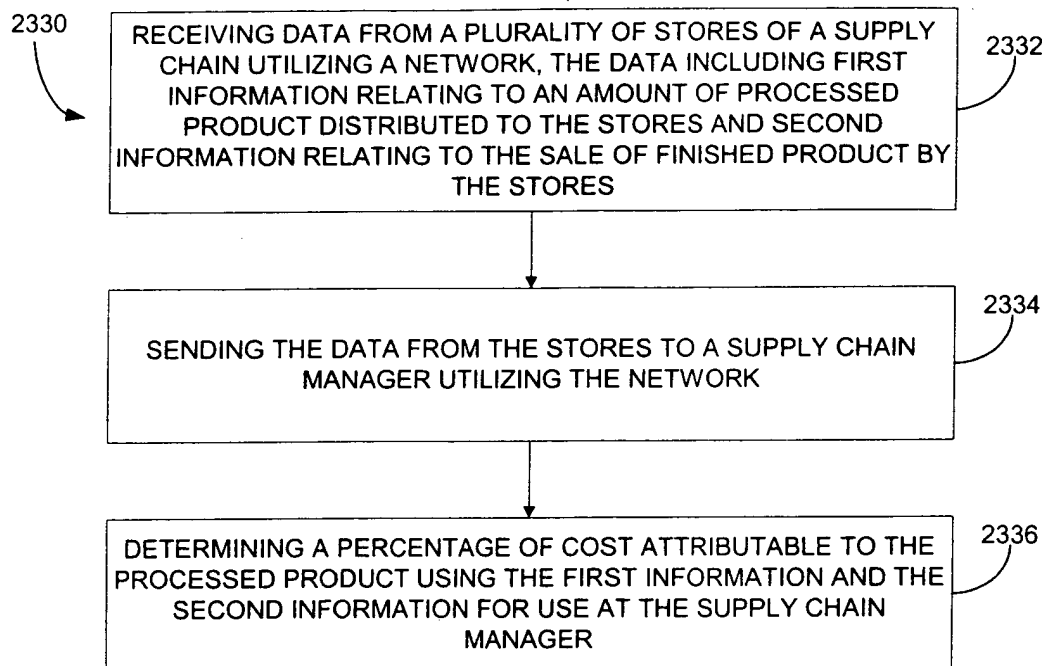 2330
RECEIVING DATA FROM A PLURALITY OF STORES OF A SUPPLY
CHAIN UTILIZING A NETWORK, THE DATA INCLUDING FIRST
INFORMATION RELATING TO AN AMOUNT OF PROCESSED
PRODUCT DISTRIBUTED TO THE STORES AND SECOND
INFORMATION RELATING TO THE SALE OF FINISHED PRODUCT BY
THE STORES
2332
SENDING THE DATA FROM THE STORES TO A SUPPLY CHAIN
MANAGER UTILIZING THE NETWORK
2334
DETERMINING A PERCENTAGE OF COST ATTRIBUTABLE TO THE
PROCESSED PRODUCT USING THE FIRST INFORMATION AND THE
SECOND INFORMATION FOR USE AT THE SUPPLY CHAIN
MANAGER
2336